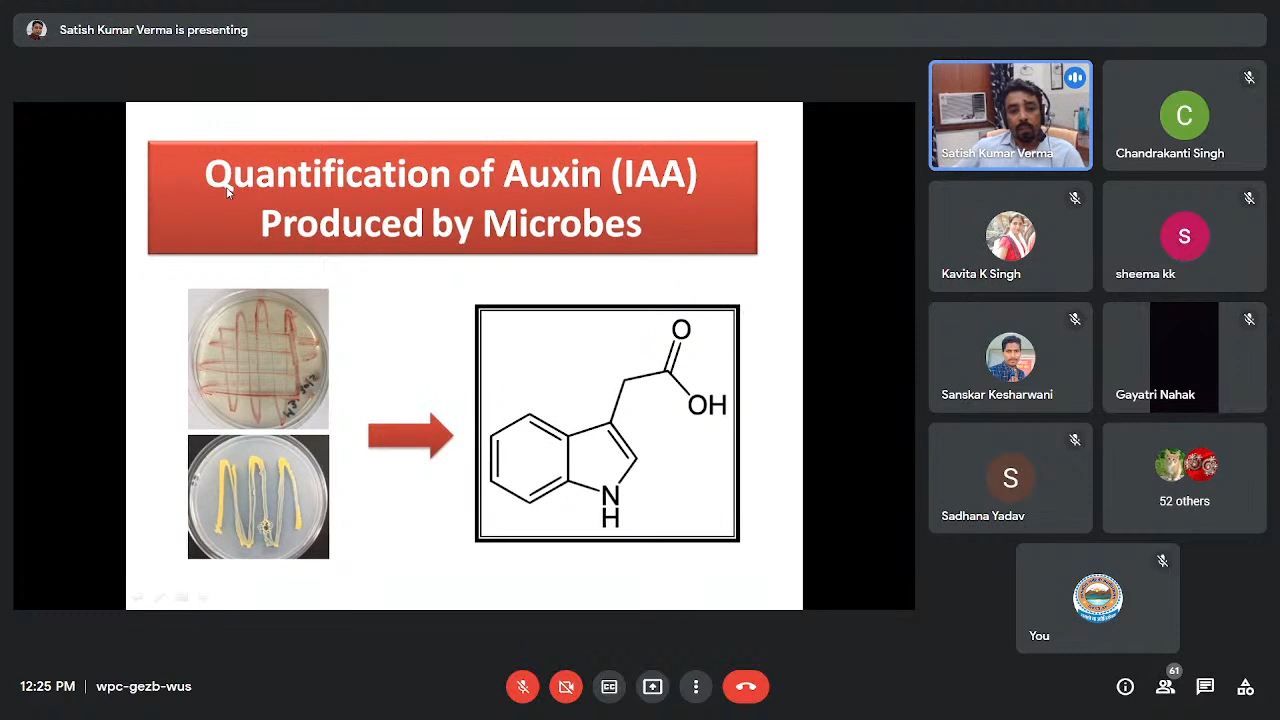 Satish Kumar Verma is presenting
Quantification of Auxin (IAA)
Produced by Microbes
O
OH
N
H
Satish Kumar Verma
C
Chandrakanti Singh
Kavita K Singh
S
sheema kk
Sanskar Kesharwani
Gayatri Nahak
S
Sadhana Yadav
52 others
You
12:25 PM | wpc-gezb-wus
CC
61